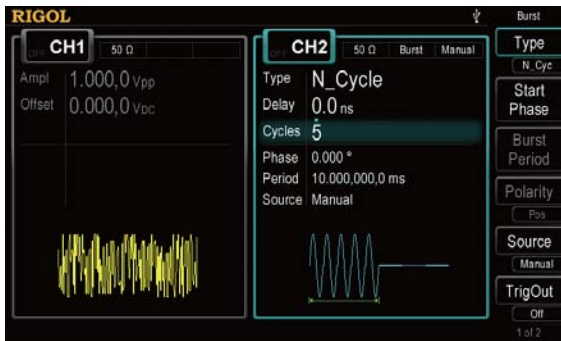 RIGOL
Burst
OFF CH1 50 Ω
Ampl 1.000,0 Vpp
Offset 0.000,0 VDC
OFF CH2 50 Ω Burst Manual
Type N_Cycle
Delay 0.0 ns
Cycles 5
Phase 0.000 °
Period 10.000,000,0 ms
Source Manual
Type
N_Cyc
Start
Phase
Burst
Period
Polarity
Pos
Source
Manual
TrigOut
Off
1 of 2